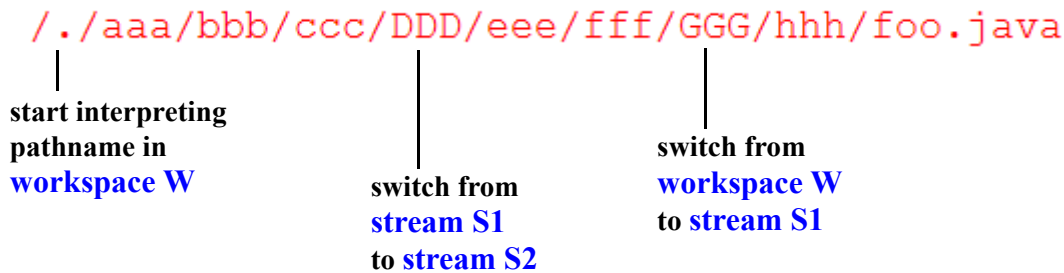 /./aaa/bbb/ccc/DDD/eee/fff/GGG/hhh/foo.java
start interpreting
pathname in
workspace W
switch from
stream S1
to stream S2
switch from
workspace W
to stream S1